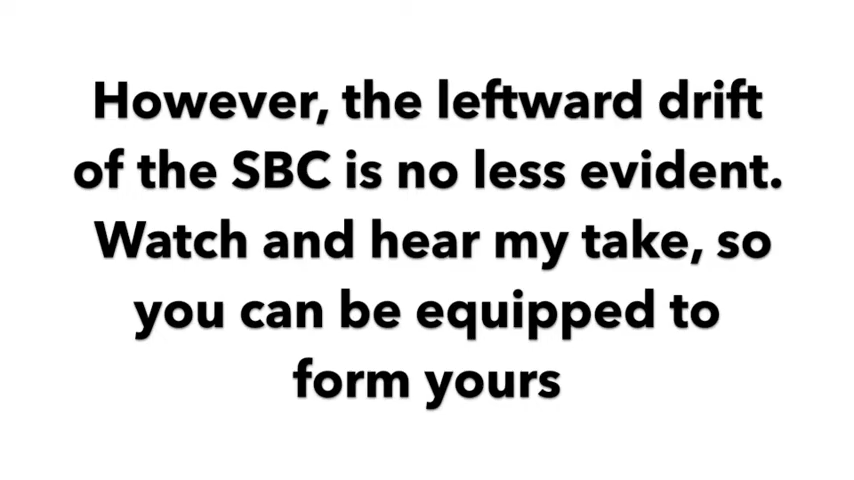 However, the leftward drift
of the SBC is no less evident.
Watch and hear my take, so
you can be equipped to
form yours